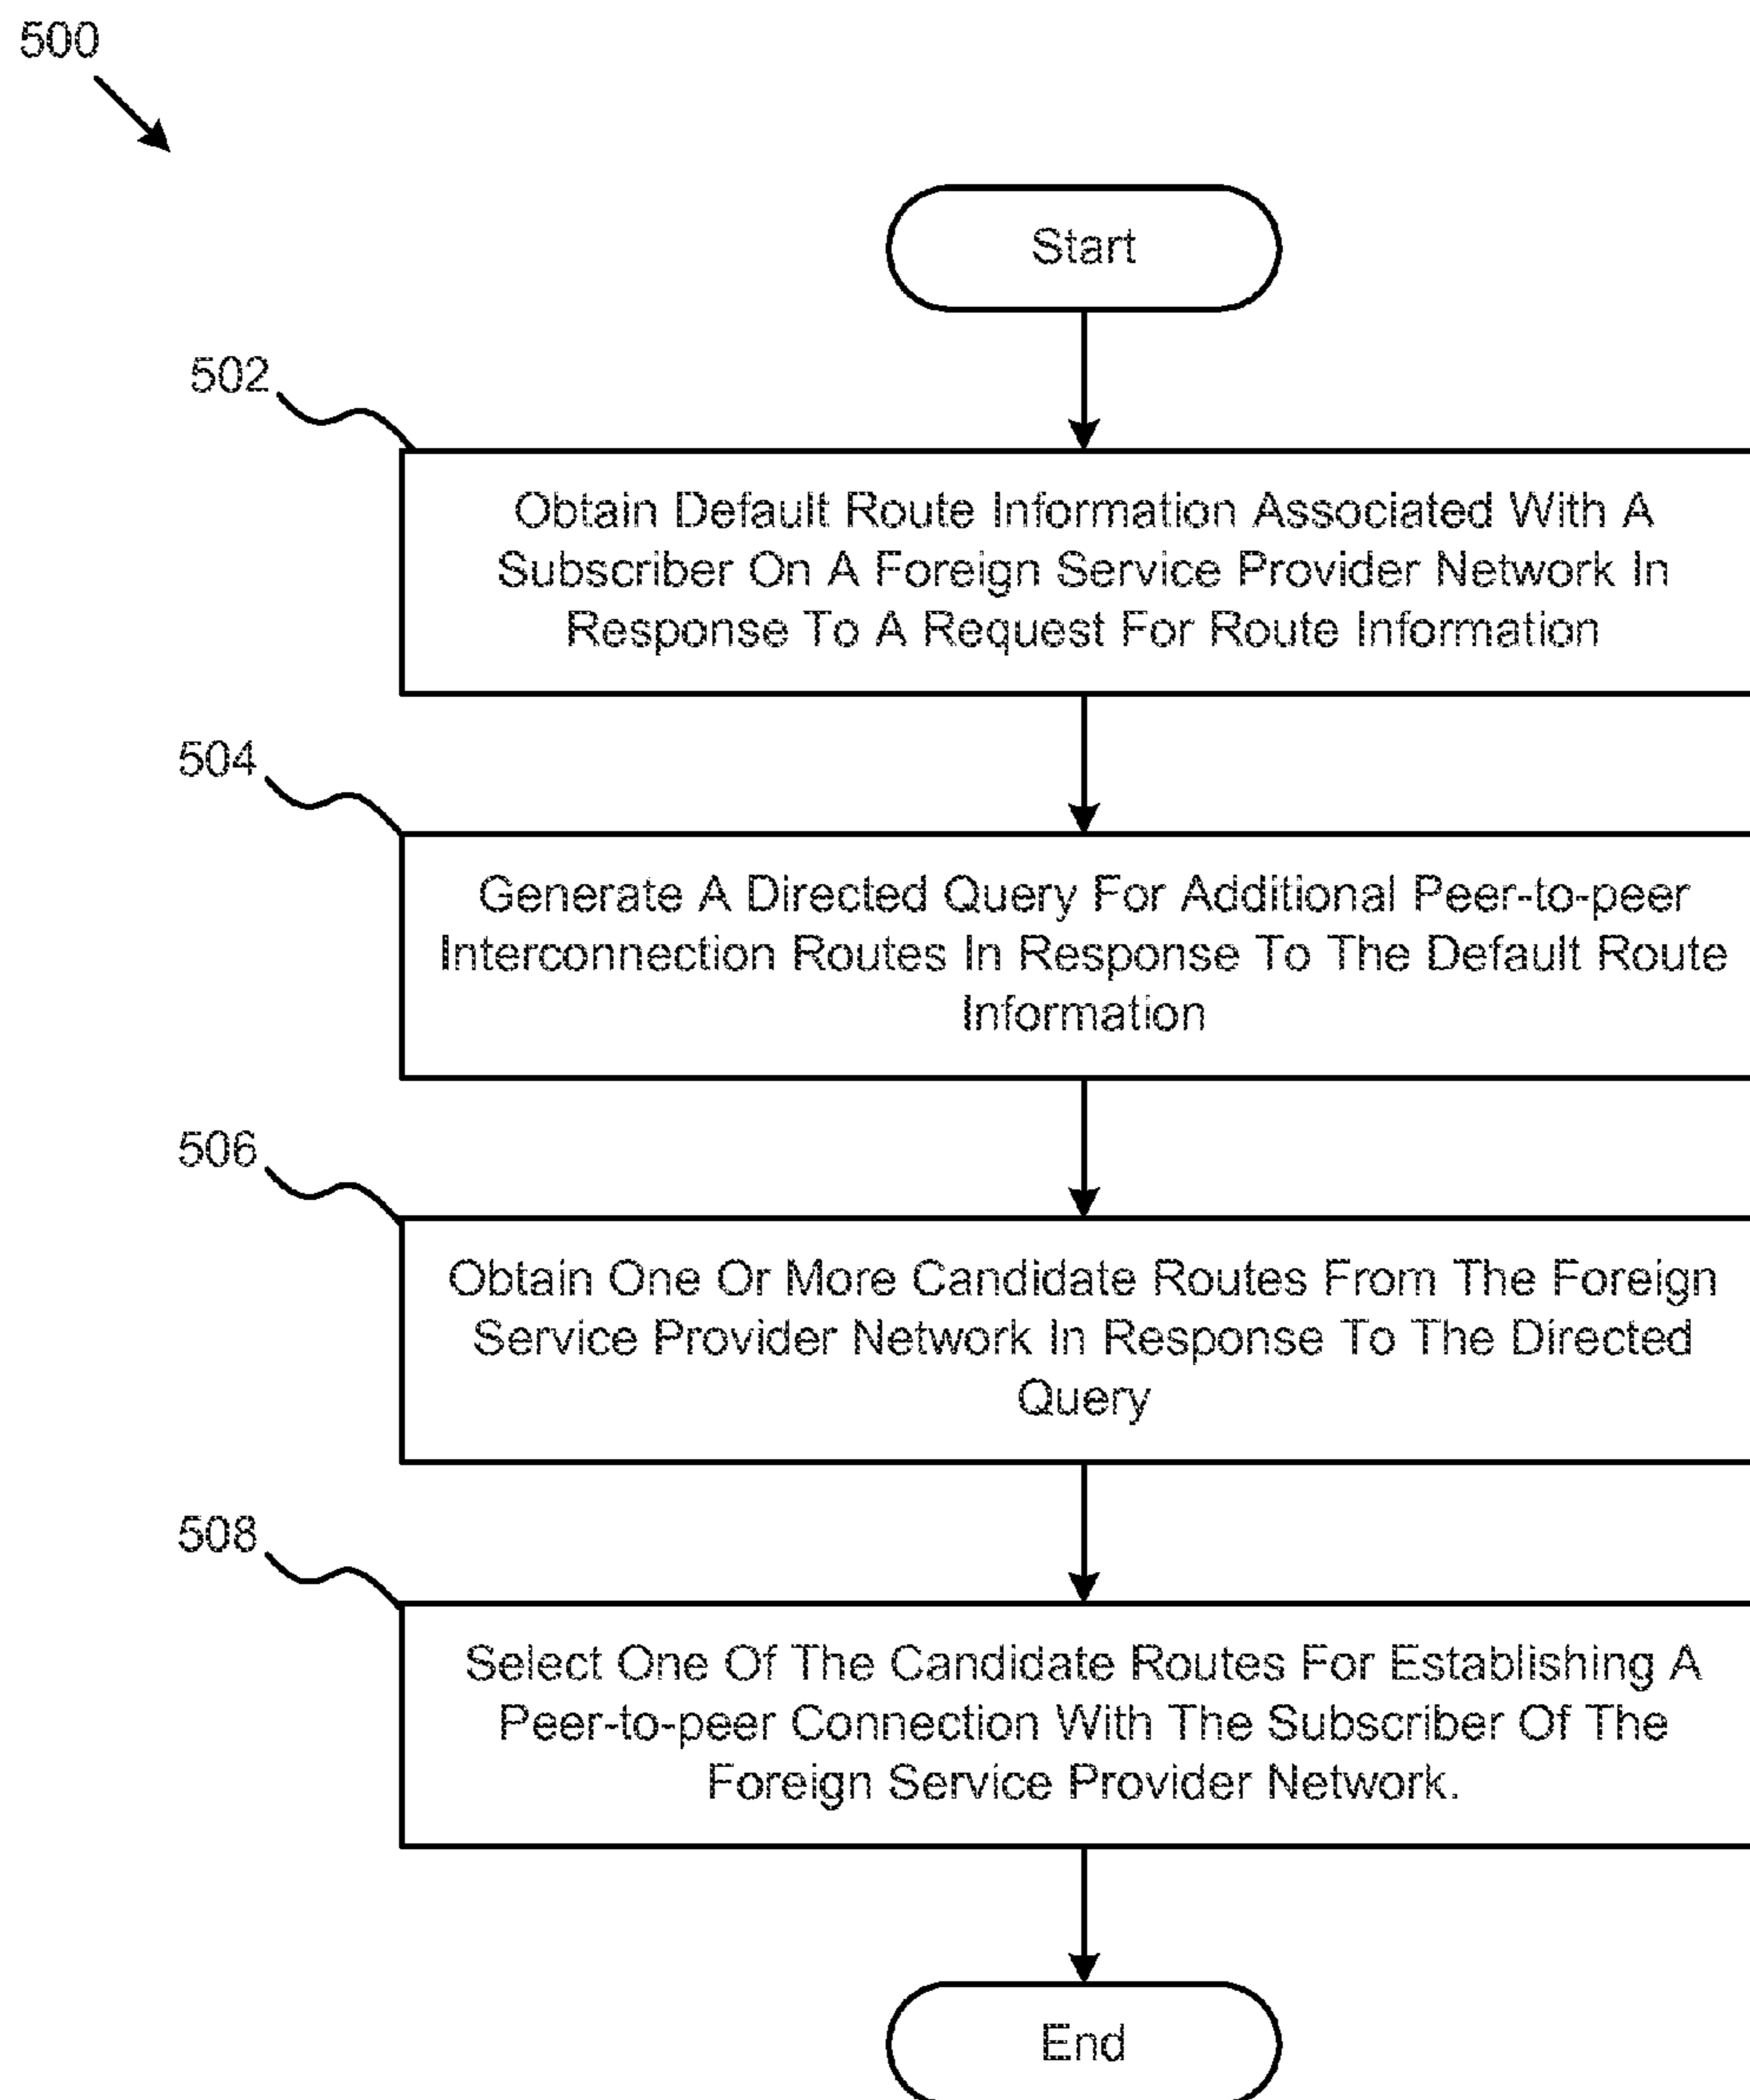 500
Start
502
Obtain Default Route Information Associated With A
Subscriber On A Foreign Service Provider Network In
Response To A Request For Route Information
504
Generate A Directed Query For Additional Peer-to-peer
Interconnection Routes In Response To The Default Route
Information
506
Obtain One Or More Candidate Routes From The Foreign
Service Provider Network In Response To The Directed
Query
508
Select One Of The Candidate Routes For Establishing A
Peer-to-peer Connection With The Subscriber Of The
Foreign Service Provider Network.
End